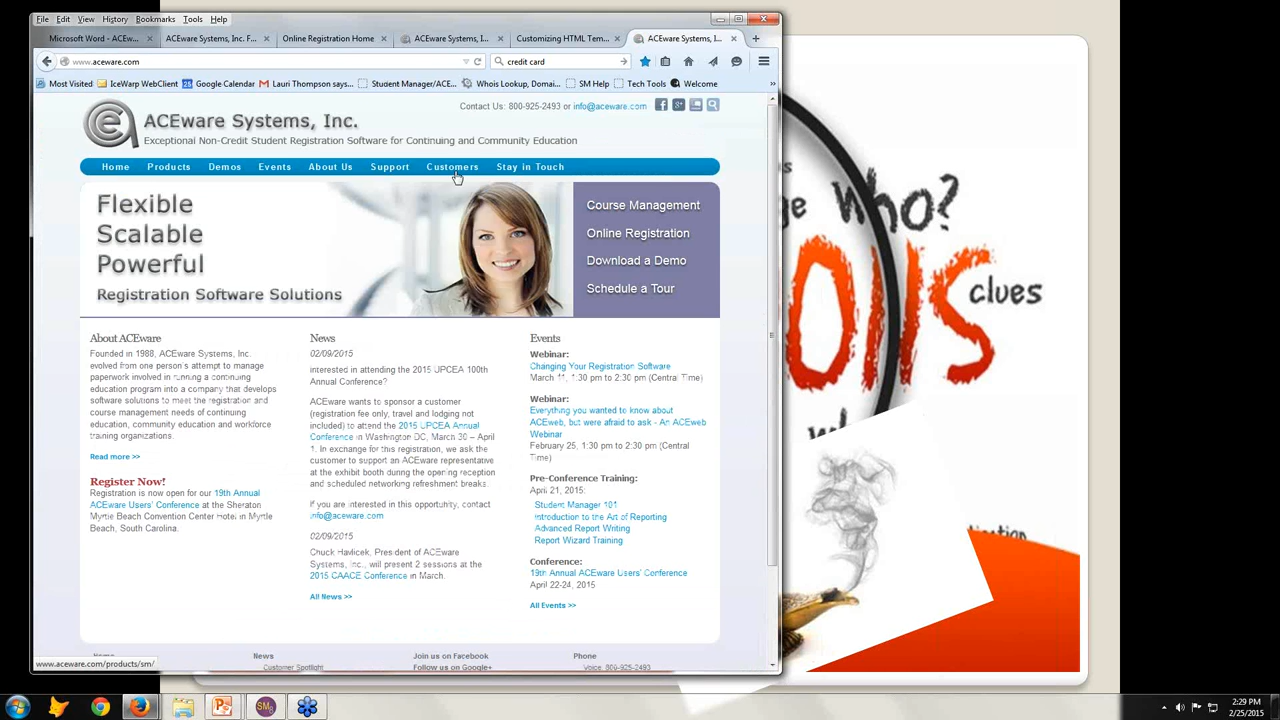 File Edit View History Bookmarks Tools Help
Microsoft Word - ACEw...
ACEware Systems, Inc. F...
Online Registration Home
ACEware Systems, I...
Customizing HTML Tem...
ACEware Systems, I...
www.aceware.com
credit card
Most Visited
IceWarp WebClient
Google Calendar
Lauri Thompson says...
Student Manager/ACE...
Whois Lookup, Domai...
SM Help
Tech Tools
Welcome
Contact Us: 800-925-2493 or info@aceware.com
ACEware Systems, Inc.
Exceptional Non-Credit Student Registration Software for Continuing and Community Education
Home Products Demos Events About Us Support Customers Stay in Touch
Flexible
Scalable
Powerful
Registration Software Solutions
Course Management
Online Registration
Download a Demo
Schedule a Tour
About ACEware
Founded in 1988, ACEware Systems, Inc.
evolved from one person's attempt to manage
paperwork involved in running a continuing
education program into a company that develops
software solutions to meet the registration and
course management needs of continuing
education, community education and workforce
training organizations.
Read more >>
Register Now!
Registration is now open for our 19th Annual
ACEware Users' Conference at the Sheraton
Myrtle Beach Convention Center Hotel in Myrtle
Beach, South Carolina.
News
02/09/2015
interested in attending the 2015 UPCEA 100th
Annual Conference?
ACEware wants to sponsor a customer
(registration fee only, travel and lodging not
included) to attend the 2015 UPCEA Annual
Conference in Washington DC, March 30 – April
1. In exchange for this registration, we ask the
customer to support an ACEware representative
at the exhibit booth during the opening reception
and scheduled networking refreshment breaks.
if you are interested in this opportunity, contact
info@aceware.com
02/09/2015
Chuck Havlicek, President of ACEware
Systems, Inc., will present 2 sessions at the
2015 CAACE Conference in March.
All News >>
Events
Webinar:
Changing Your Registration Software
March 11, 1:30 pm to 2:30 pm (Central Time)
Webinar:
Everything you wanted to know about
ACEweb, but were afraid to ask - An ACEweb
Webinar
February 25, 1:30 pm to 2:30 pm (Central
Time)
Pre-Conference Training:
April 21, 2015:
Student Manager 101
Introduction to the Art of Reporting
Advanced Report Writing
Report Wizard Training
Conference:
19th Annual ACEware Users' Conference
April 22-24, 2015
All Events >>
Home
News
Customer Spotlight
Join us on Facebook
Follow us on Google+
Phone
Voice: 800-925-2493
www.aceware.com/products/sm/
who?
clues
2:29 PM
2/25/2015